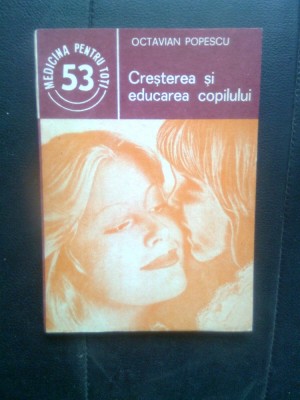 OCTAVIAN POPESCU
MEDICINA PENTRU TOȚI
53
Creșterea și
educarea copilului